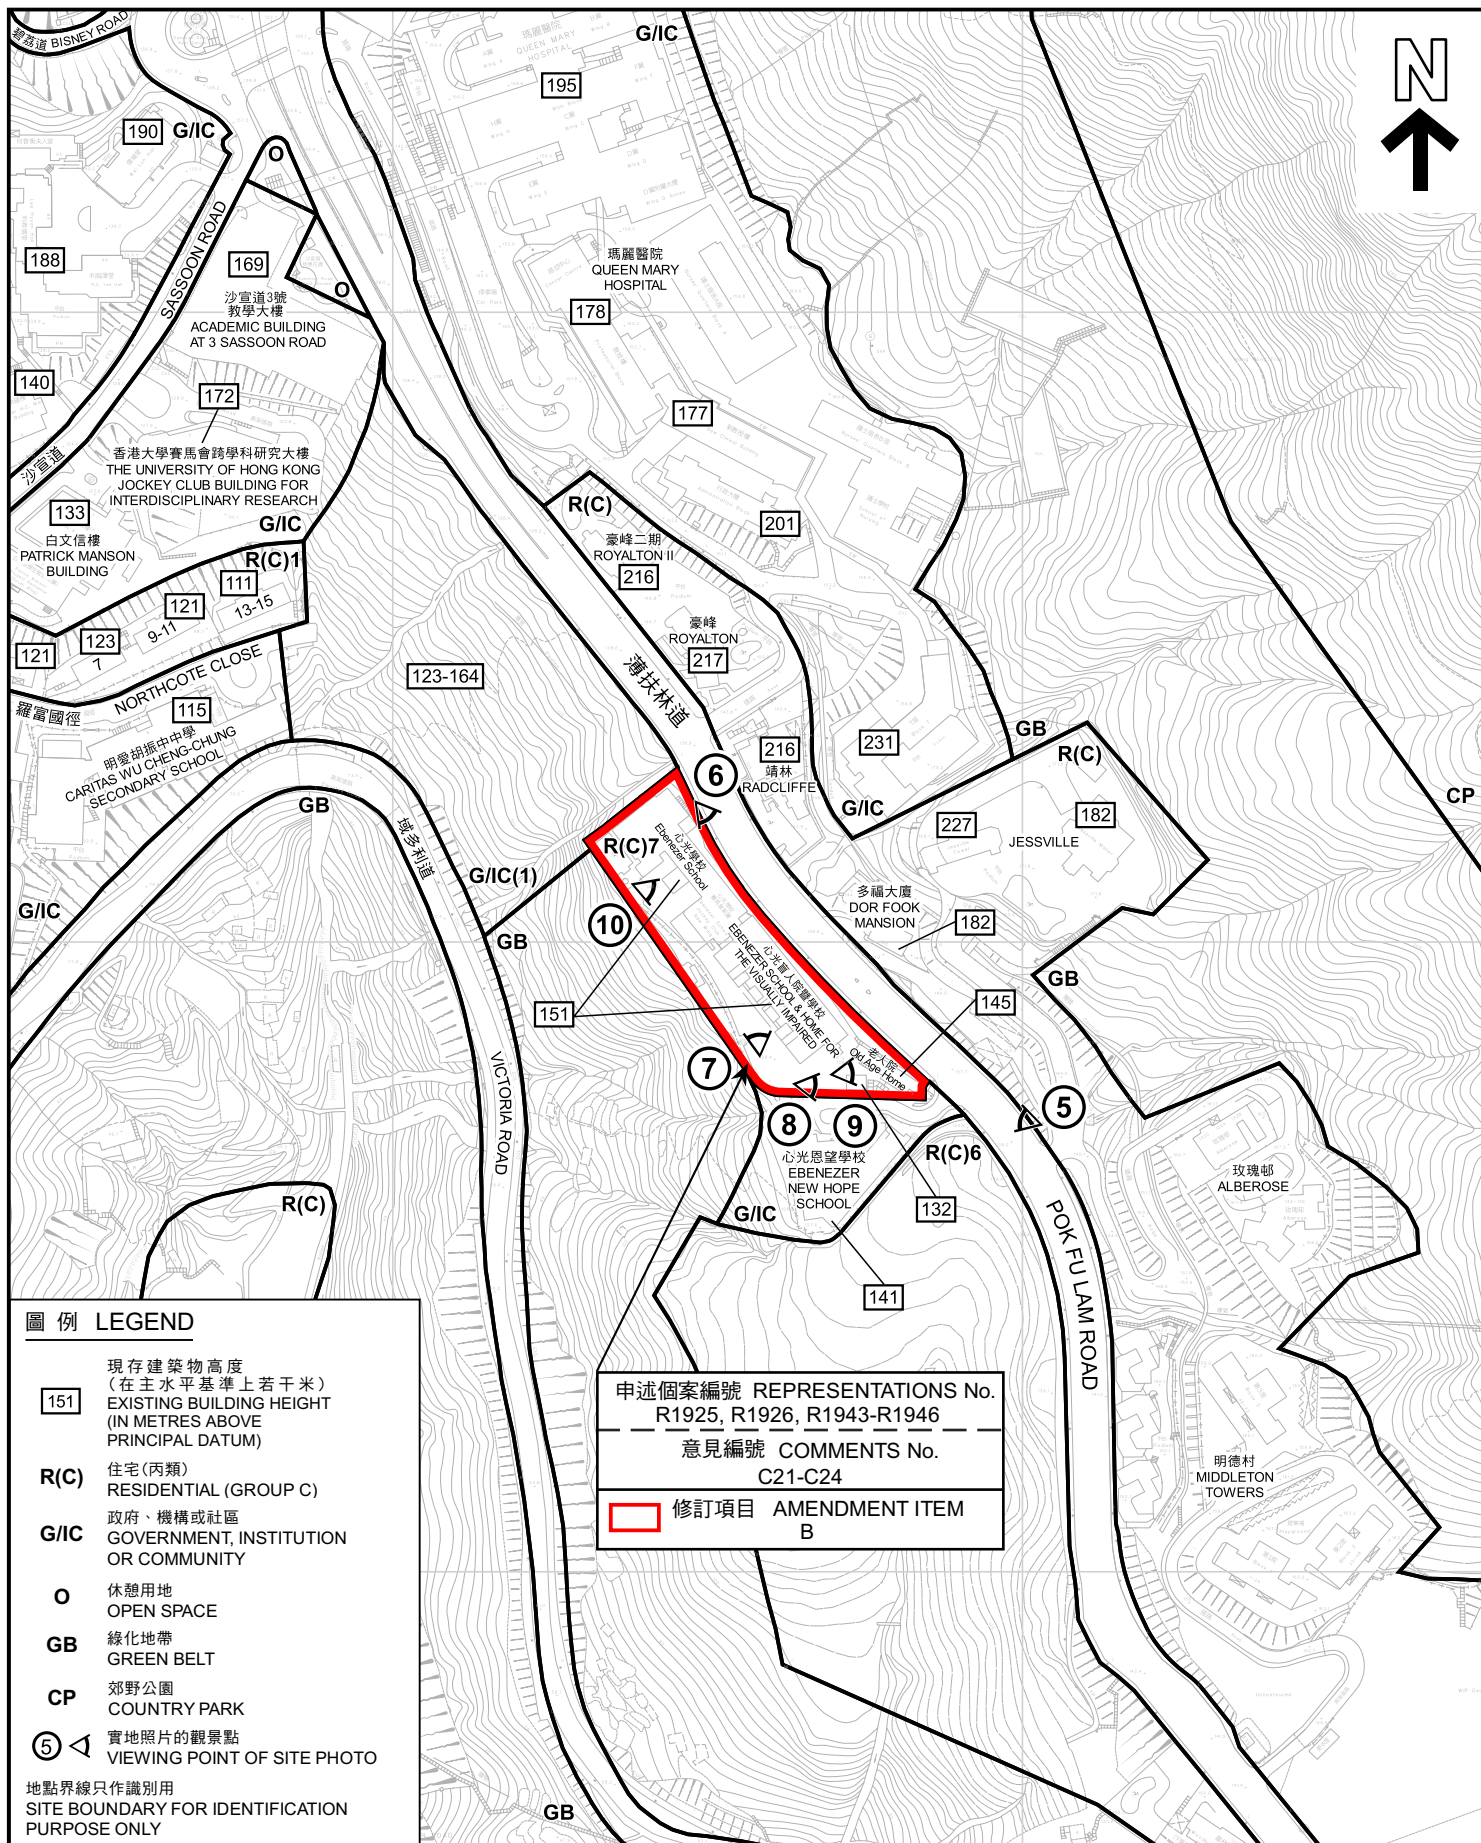 碧荔道 BISNEY ROAD
瑪麗醫院
QUEEN MARY
HOSPITAL
G/IC
N
195
190
G/IC
O
188
SASSOON ROAD
169
O
沙宣道3號
教學大樓
ACADEMIC BUILDING
AT 3 SASSOON ROAD
瑪麗醫院
QUEEN MARY
HOSPITAL
178
140
172
177
沙宣道
香港大學賽馬會跨學科研究大樓
THE UNIVERSITY OF HONG KONG
JOCKEY CLUB BUILDING FOR
INTERDISCIPLINARY RESEARCH
G/IC
133
白文信樓
PATRICK MANSON
BUILDING
R(C)
201
豪峰二期
ROYALTON II
216
R(C)1
111
13-15
121
9-11
123
7
121
豪峰
ROYALTON
217
NORTHCOTE CLOSE
羅富國徑
123-164
薄扶林道
115
明愛胡振中中學
CARITAS WU CHENG-CHUNG
SECONDARY SCHOOL
GB
216
靖林
RADCLIFFE
231
GB
R(C)
6
CP
G/IC
域多利道
R(C)7
心光學校
Ebenezer School
227
182
JESSVILLE
G/IC(1)
G/IC
10
GB
多福大廈
DOR FOOK
MANSION
182
心光盲人院暨學校
EBENEZER SCHOOL & HOME FOR
THE VISUALLY IMPAIRED
GB
151
145
老人院
Old Age Home
VICTORIA ROAD
7
8
9
5
心光恩望學校
EBENEZER
NEW HOPE
SCHOOL
R(C)6
玫瑰邨
ALBEROSE
R(C)
G/IC
132
POK FU LAM ROAD
141
申述個案編號 REPRESENTATIONS No.
R1925, R1926, R1943-R1946
意見編號 COMMENTS No.
C21-C24
修訂項目 AMENDMENT ITEM
B
明德村
MIDDLETON
TOWERS
圖 例 LEGEND
151
現存建築物高度
(在主水平基準上若干米)
EXISTING BUILDING HEIGHT
(IN METRES ABOVE
PRINCIPAL DATUM)
R(C)
住宅(丙類)
RESIDENTIAL (GROUP C)
G/IC
政府、機構或社區
GOVERNMENT, INSTITUTION
OR COMMUNITY
O
休憩用地
OPEN SPACE
GB
綠化地帶
GREEN BELT
CP
郊野公園
COUNTRY PARK
5
實地照片的觀景點
VIEWING POINT OF SITE PHOTO
地點界線只作識別用
SITE BOUNDARY FOR IDENTIFICATION
PURPOSE ONLY
GB